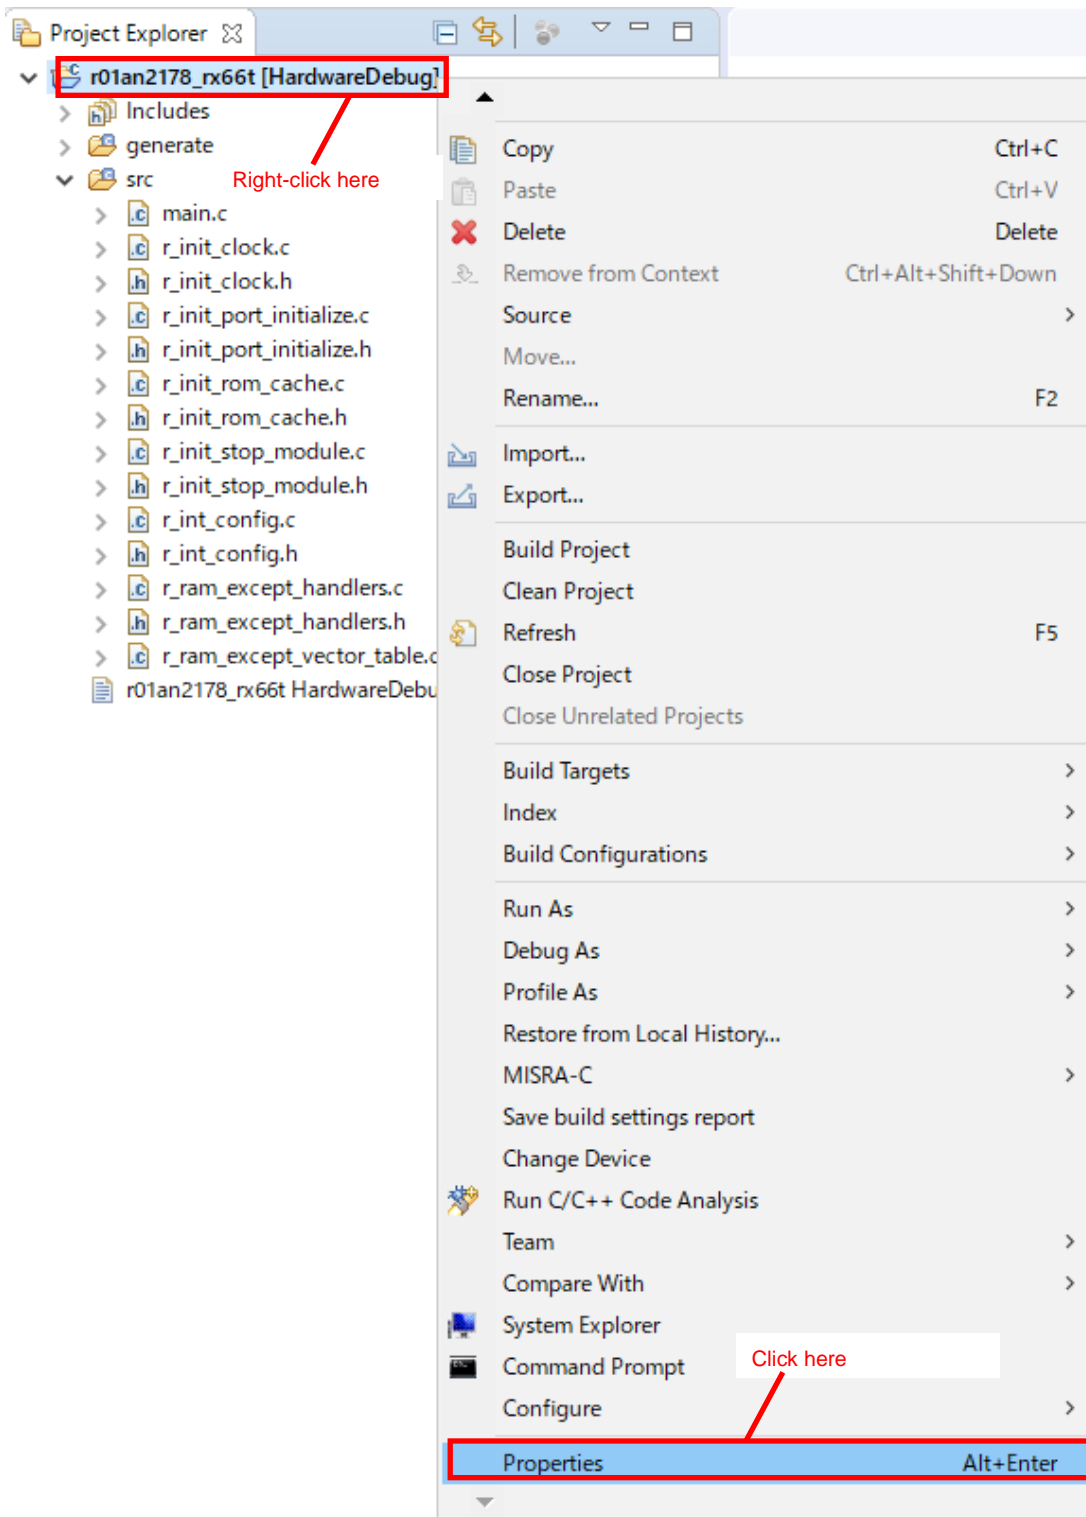 Project Explorer
r01an2178_rx66t [HardwareDebug]
Includes
generate
src
Right-click here
main.c
r_init_clock.c
r_init_clock.h
r_init_port_initialize.c
r_init_port_initialize.h
r_init_rom_cache.c
r_init_rom_cache.h
r_init_stop_module.c
r_init_stop_module.h
r_int_config.c
r_int_config.h
r_ram_except_handlers.c
r_ram_except_handlers.h
r_ram_except_vector_table.c
r01an2178_rx66t HardwareDebu
Copy Ctrl+C
Paste Ctrl+V
Delete Delete
Remove from Context Ctrl+Alt+Shift+Down
Source
Move...
Rename... F2
Import...
Export...
Build Project
Clean Project
Refresh F5
Close Project
Close Unrelated Projects
Build Targets
Index
Build Configurations
Run As
Debug As
Profile As
Restore from Local History...
MISRA-C
Save build settings report
Change Device
Run C/C++ Code Analysis
Team
Compare With
System Explorer
Command Prompt
Click here
Configure
Properties Alt+Enter